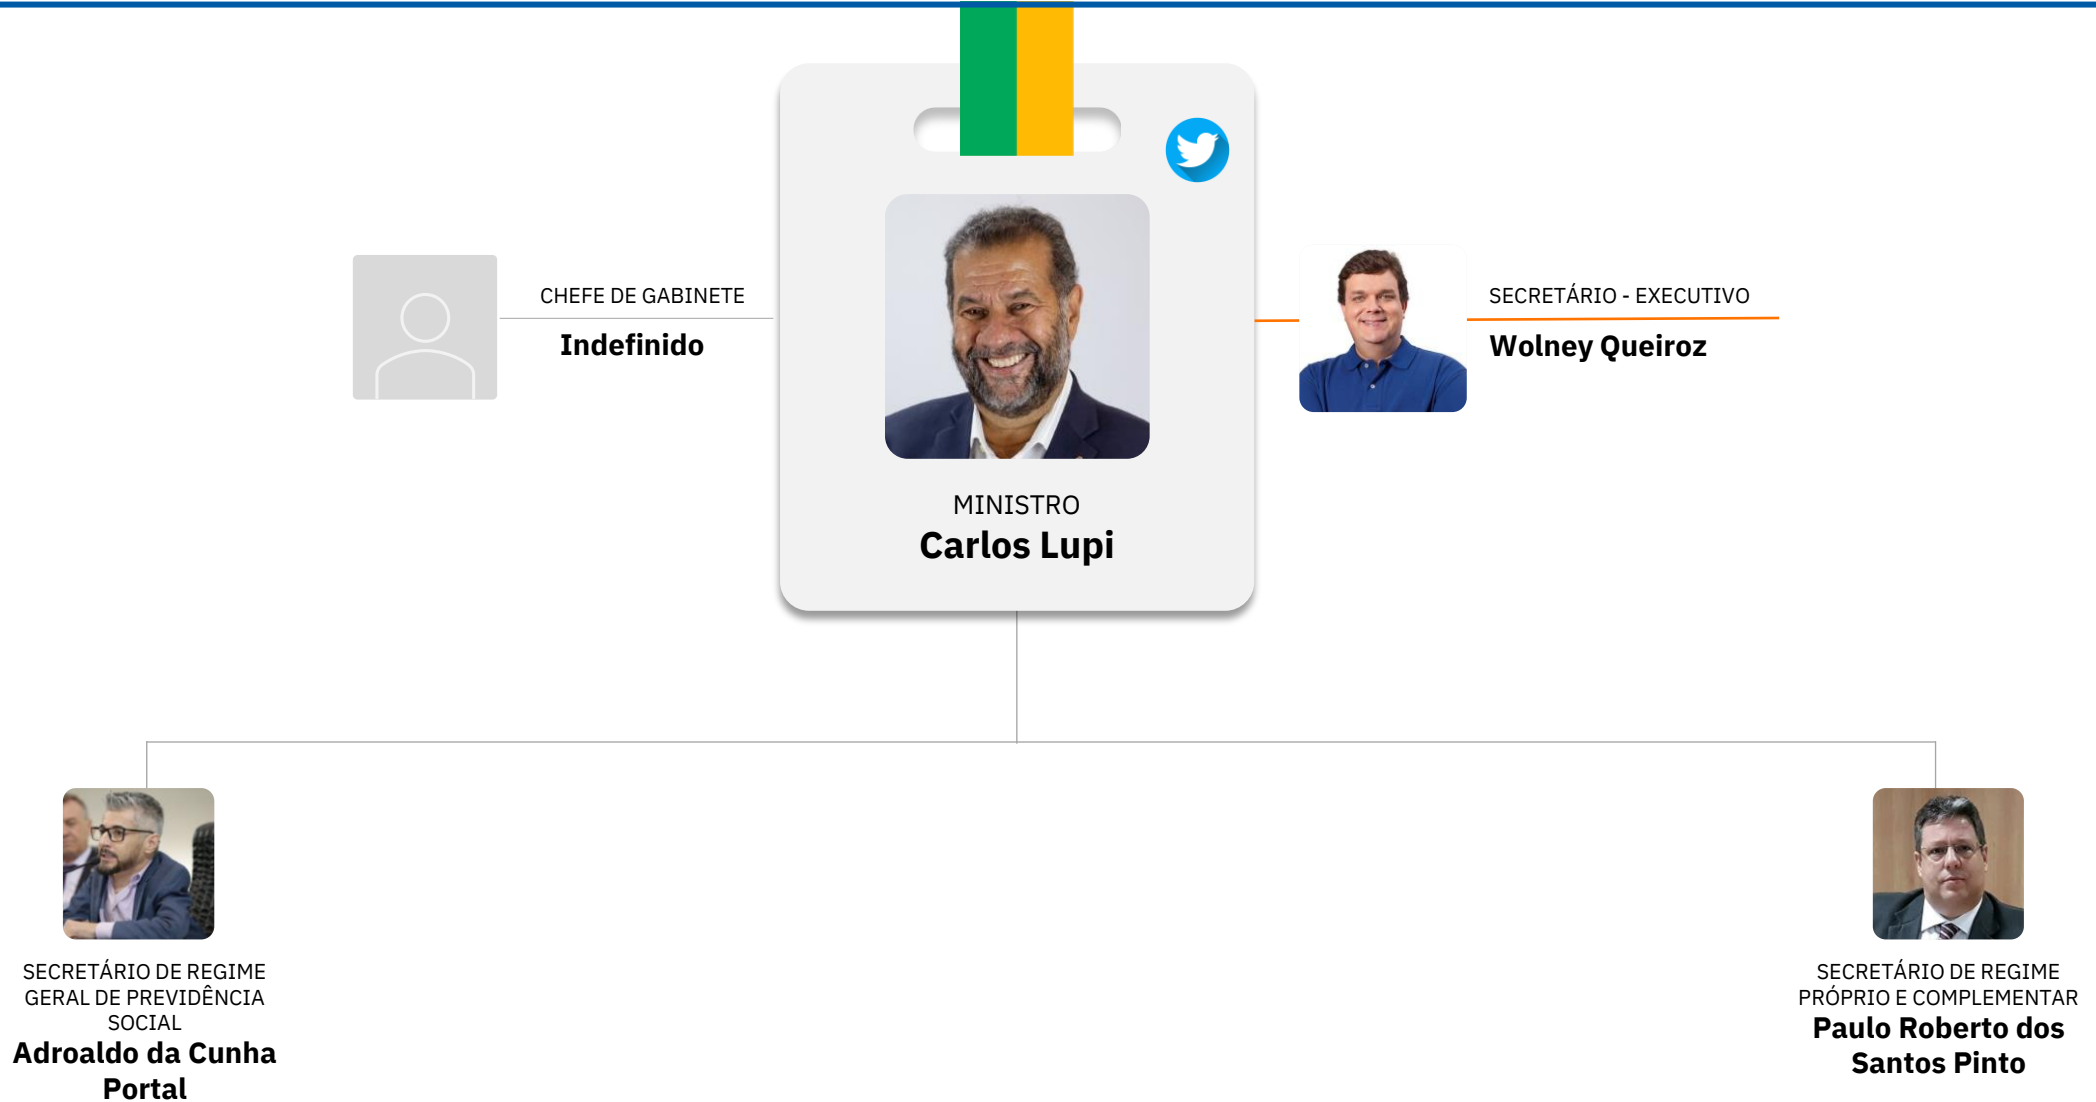 CHEFE DE GABINETE
Indefinido
MINISTRO
Carlos Lupi
SECRETÁRIO - EXECUTIVO
Wolney Queiroz
SECRETÁRIO DE REGIME
GERAL DE PREVIDÊNCIA
SOCIAL
Adroaldo da Cunha
Portal
SECRETÁRIO DE REGIME
PRÓPRIO E COMPLEMENTAR
Paulo Roberto dos
Santos Pinto